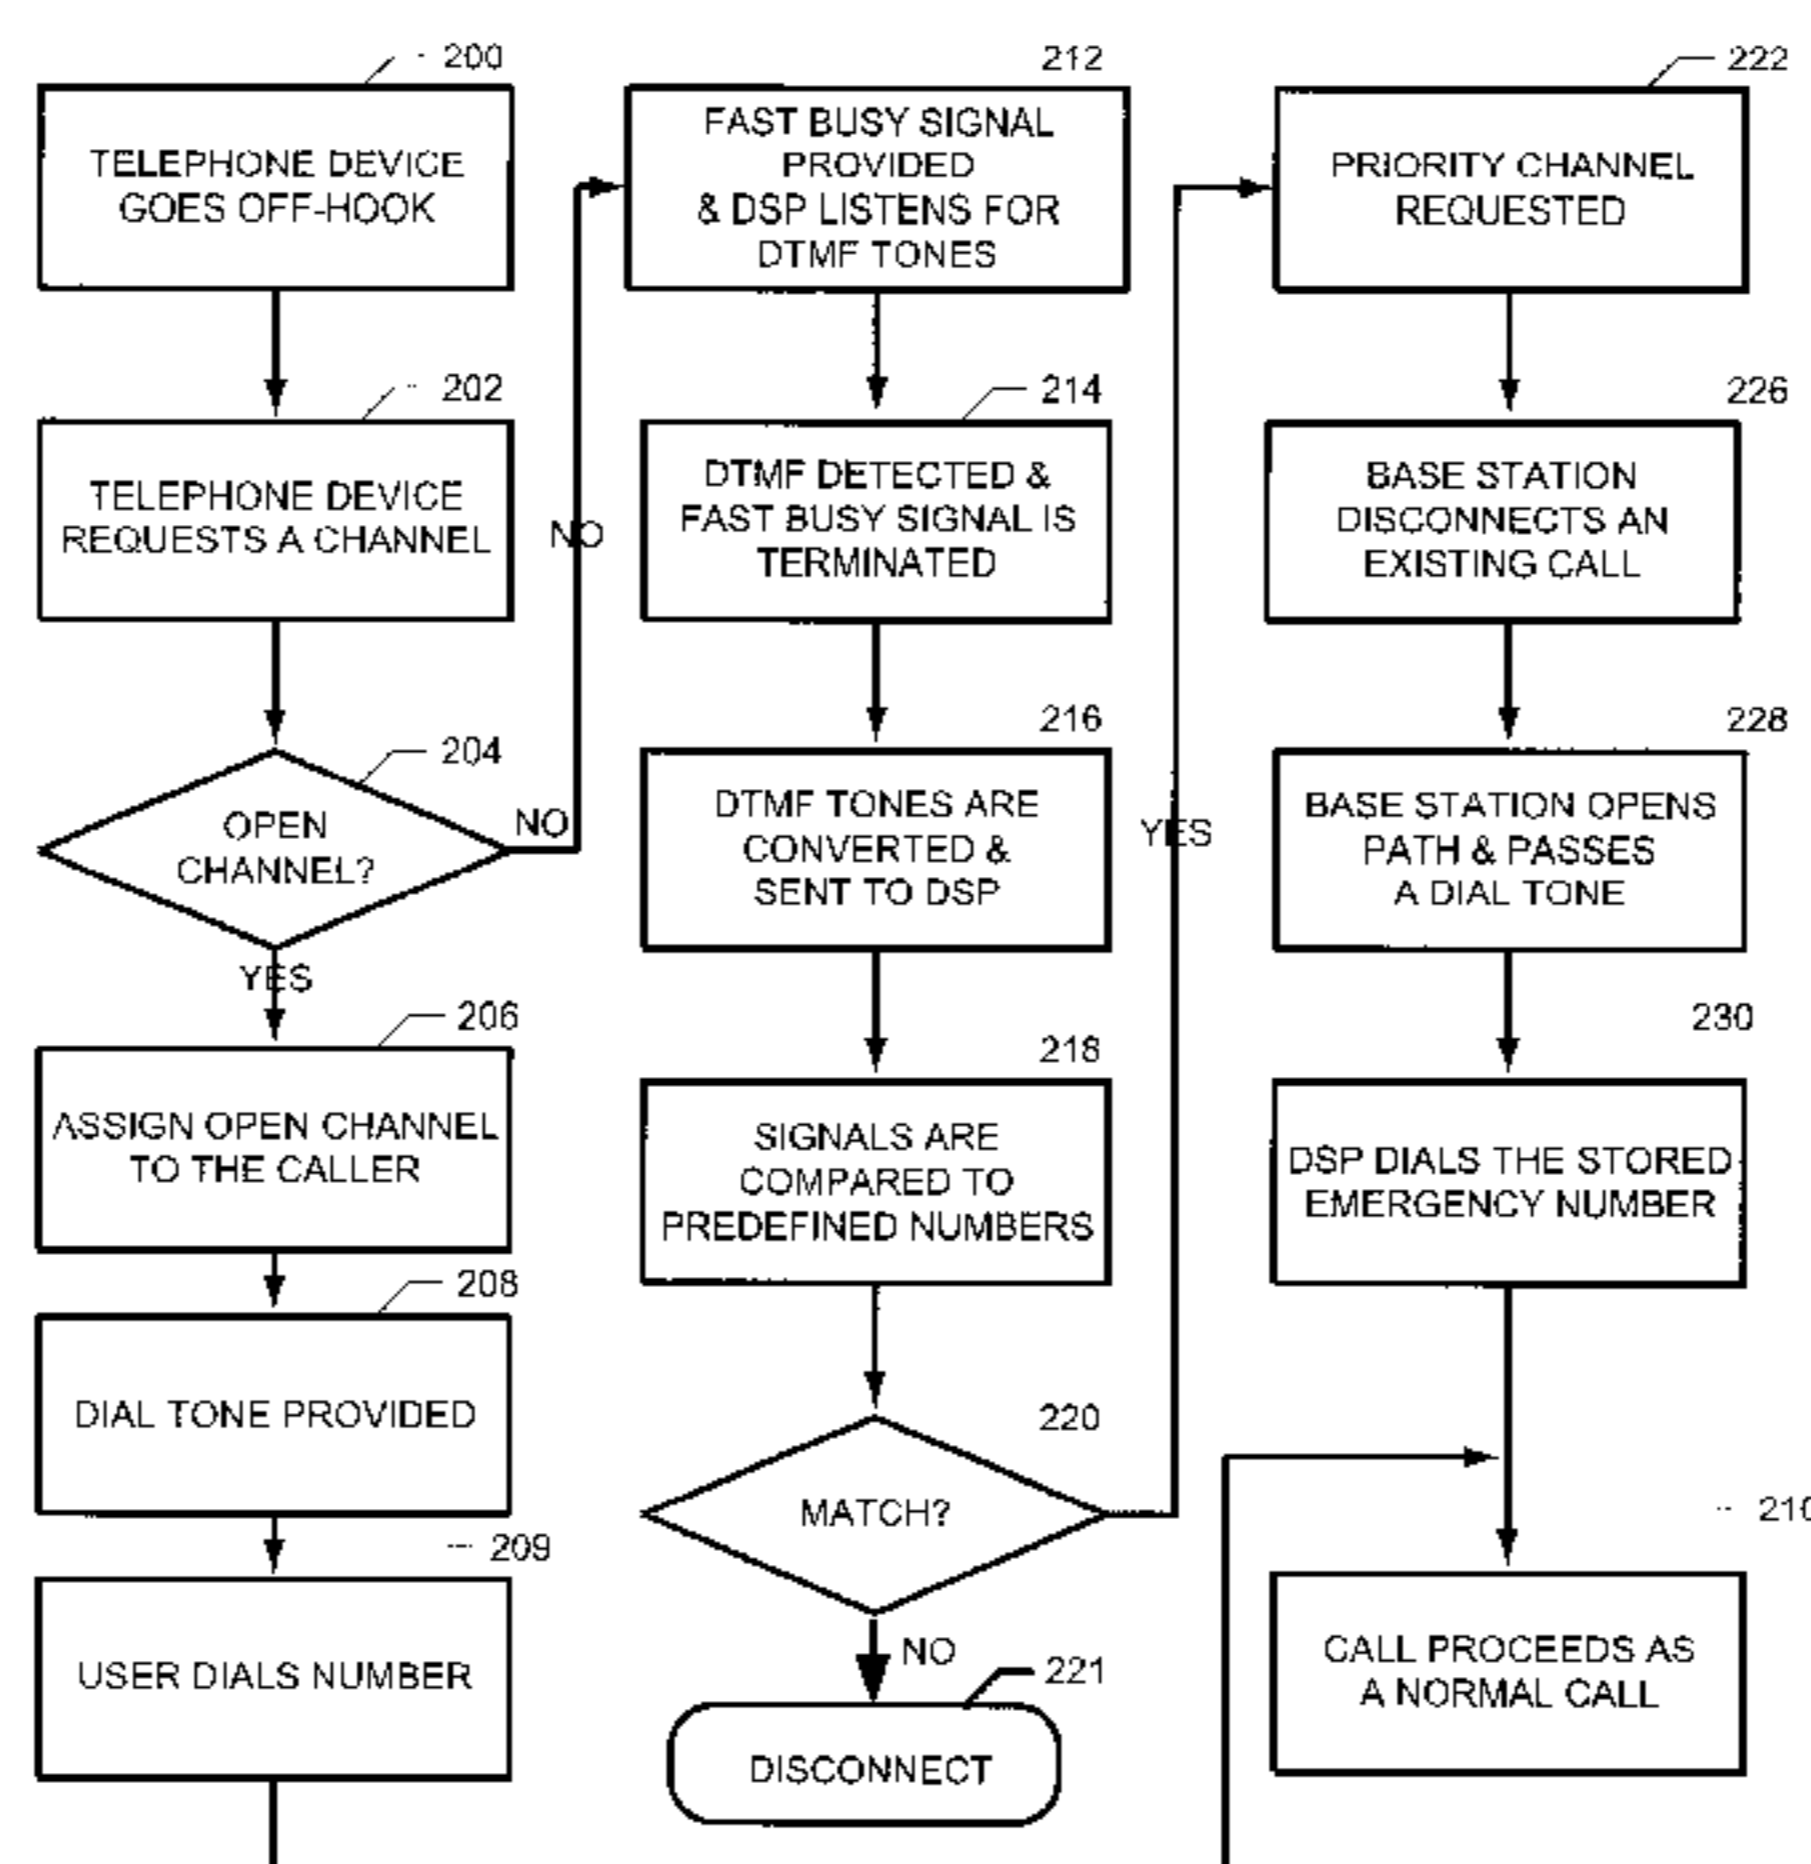 200
TELEPHONE DEVICE
GOES OFF-HOOK
202
TELEPHONE DEVICE
REQUESTS A CHANNEL
204
OPEN
CHANNEL?
NO
NO
YES
206
ASSIGN OPEN CHANNEL
TO THE CALLER
208
DIAL TONE PROVIDED
209
USER DIALS NUMBER
212
FAST BUSY SIGNAL
PROVIDED
& DSP LISTENS FOR
DTMF TONES
214
DTMF DETECTED &
FAST BUSY SIGNAL IS
TERMINATED
216
DTMF TONES ARE
CONVERTED &
SENT TO DSP
218
SIGNALS ARE
COMPARED TO
PREDEFINED NUMBERS
220
MATCH?
YES
NO
221
DISCONNECT
222
PRIORITY CHANNEL
REQUESTED
226
BASE STATION
DISCONNECTS AN
EXISTING CALL
228
BASE STATION OPENS
PATH & PASSES
A DIAL TONE
230
DSP DIALS THE STORED
EMERGENCY NUMBER
210
CALL PROCEEDS AS
A NORMAL CALL